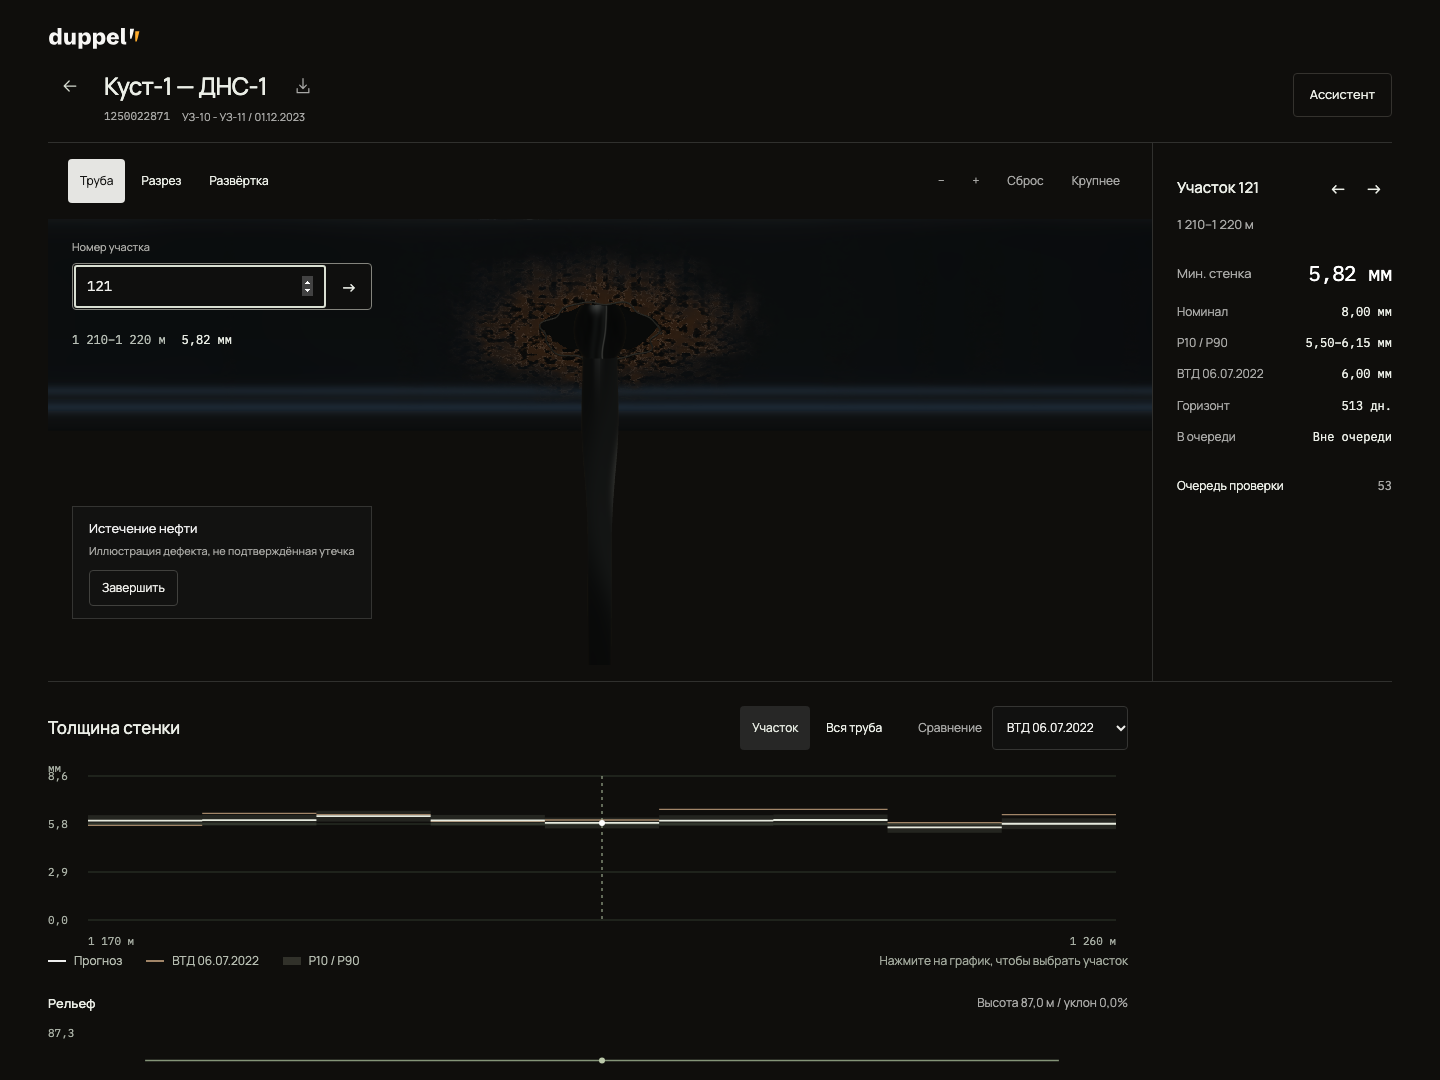 duppel
Куст-1 — ДНС-1
1250022871 УЗ-10 - УЗ-11 / 01.12.2023
Ассистент
Труба Разрез Развёртка
− + Сброс Крупнее
Номер участка
121 →
1 210–1 220 м 5,82 мм
Истечение нефти
Иллюстрация дефекта, не подтверждённая утечка
Завершить
Участок 121 ← →
1 210–1 220 м
Мин. стенка 5,82 мм
Номинал 8,00 мм
P10 / P90 5,50–6,15 мм
ВТД 06.07.2022 6,00 мм
Горизонт 513 дн.
В очереди Вне очереди
Очередь проверки 53
Толщина стенки
Участок Вся труба Сравнение ВТД 06.07.2022
мм
8,6
5,8
2,9
0,0
1 170 м 1 260 м
Прогноз ВТД 06.07.2022 P10 / P90
Нажмите на график, чтобы выбрать участок
Рельеф Высота 87,0 м / уклон 0,0%
87,3